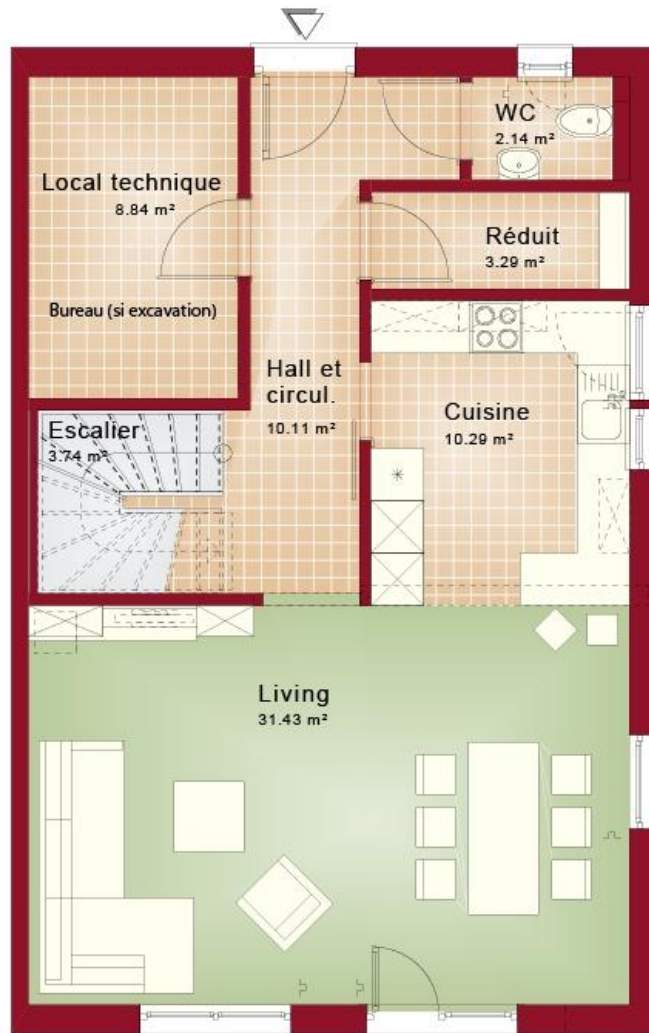 WC
2.14 m²
Local technique
8.84 m²
Réduit
3.29 m²
Bureau (si excavation)
Hall et
circul.
10.11 m²
Cuisine
10.29 m²
Escalier
3.74 m²
Living
31.43 m²